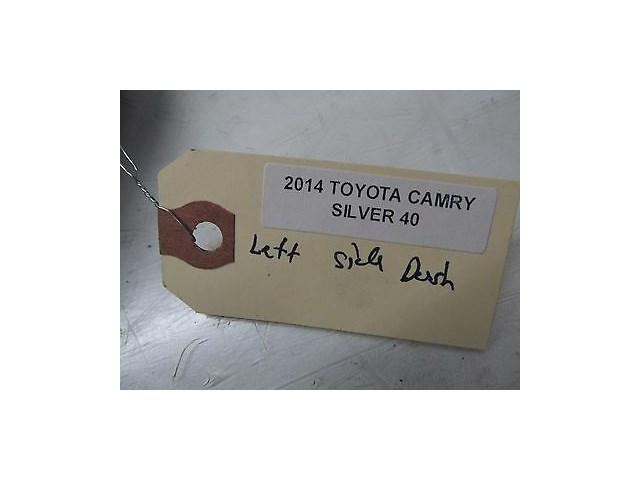 2014 TOYOTA CAMRY
SILVER 40
Left side Dash